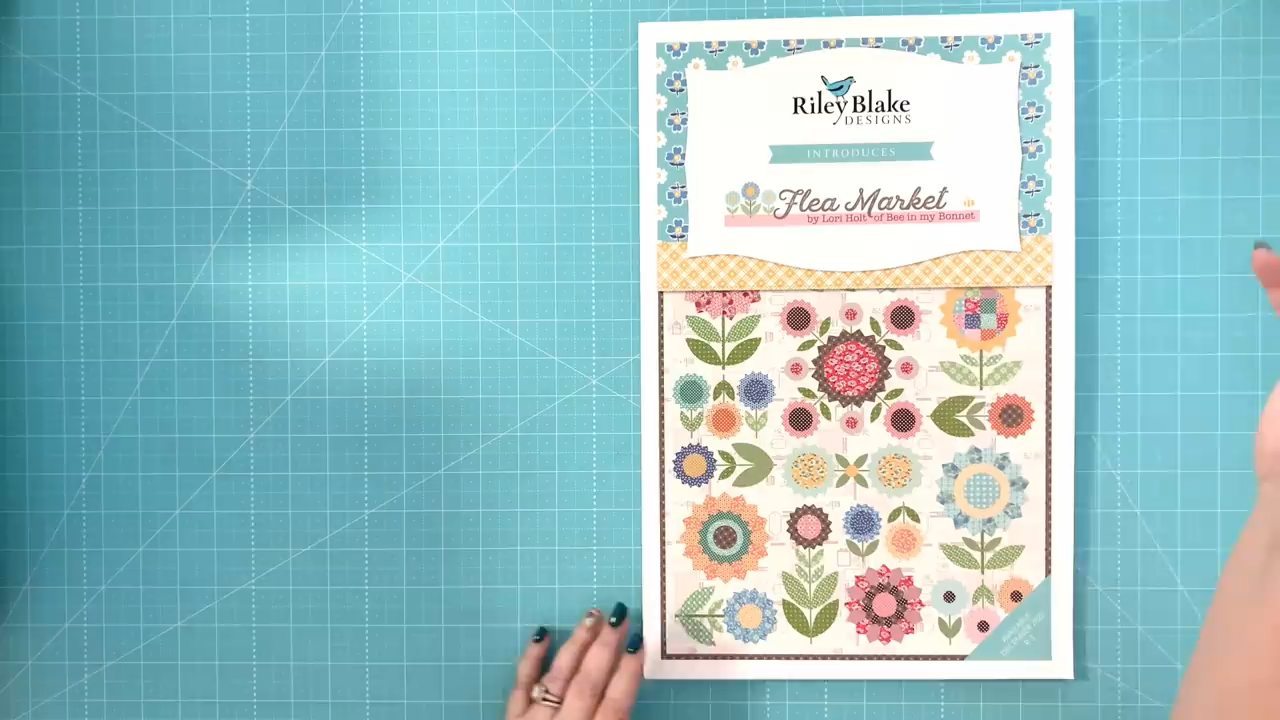 Riley Blake
DESIGNS
INTRODUCES
Flea Market
by Lori Holt of Bee in my Bonnet